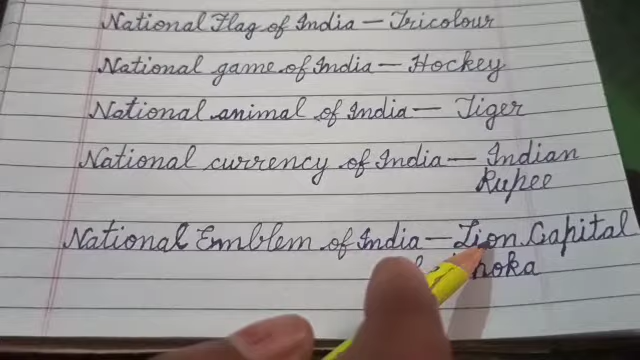 National Flag of India — Tricolour
National game of India — Hockey
National animal of India — Tiger
National currency of India — Indian
Rupee
National Emblem of India — Lion Capital